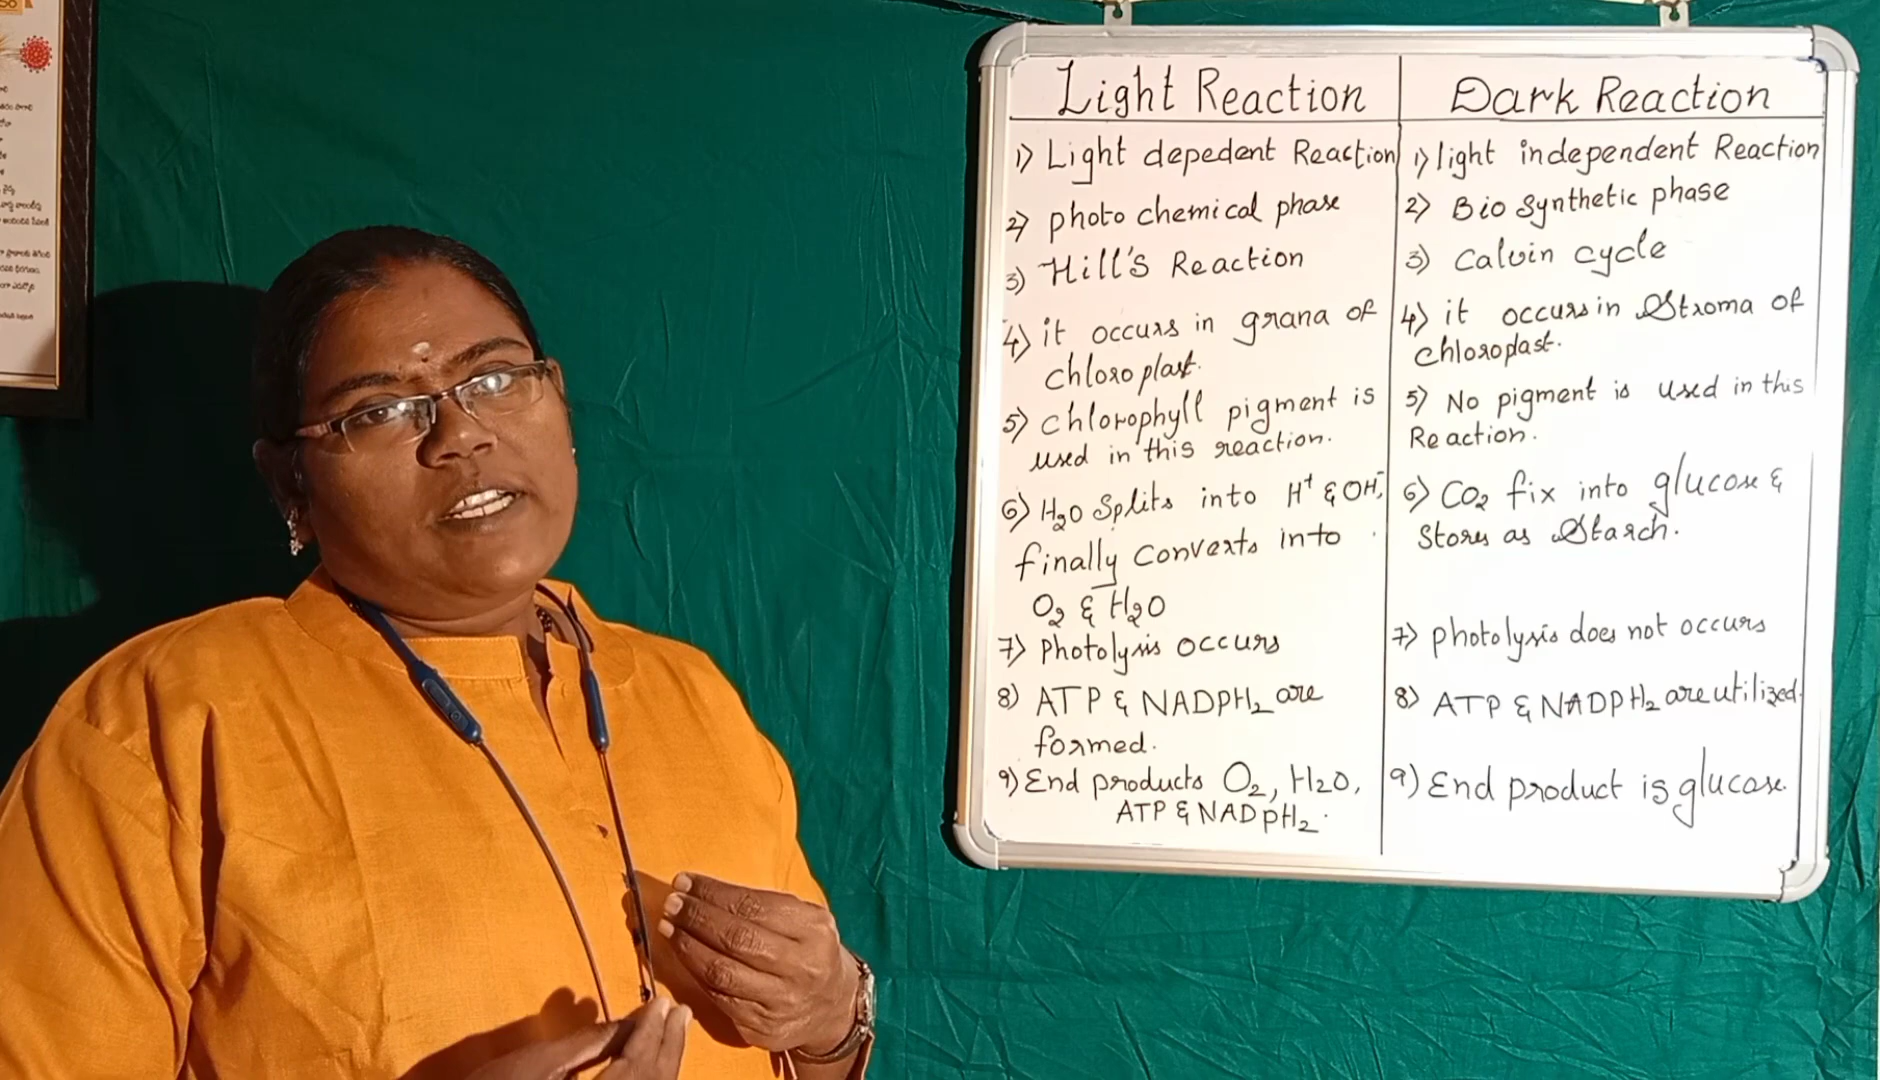 Light Reaction
1) Light depedent Reaction
2) photo chemical phase
3) Hill's Reaction
4) it occurs in grana of
chloroplast.
5) chlorophyll pigment is
used in this reaction.
6) H₂O Splits into H⁺ & OH⁻,
finally converts into
O₂ & H₂O
7) Photolysis occurs
8) ATP & NADPH₂ are
formed.
9) End products O₂, H₂O,
ATP & NADPH₂.
Dark Reaction
1) light independent Reaction
2) Bio synthetic phase
3) Calvin cycle
4) it occurs in Stroma of
chloroplast.
5) No pigment is used in this
Reaction.
6) CO₂ fix into glucose &
Stores as Starch.
7) photolysis does not occurs
8) ATP & NADPH₂ are utilized.
9) End product is glucose.